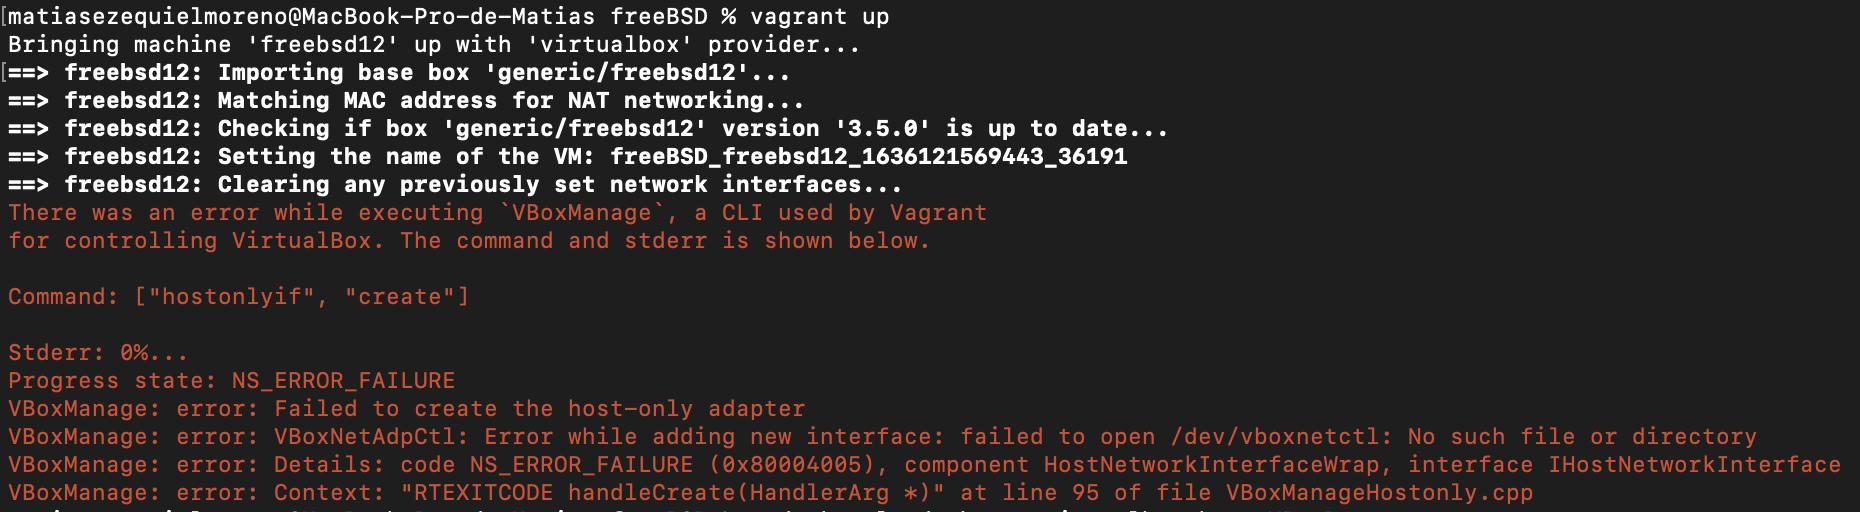 matiasezequielmoreno@MacBook-Pro-de-Matias freeBSD % vagrant up
Bringing machine 'freebsd12' up with 'virtualbox' provider...
==> freebsd12: Importing base box 'generic/freebsd12'...
==> freebsd12: Matching MAC address for NAT networking...
==> freebsd12: Checking if box 'generic/freebsd12' version '3.5.0' is up to date...
==> freebsd12: Setting the name of the VM: freeBSD_freebsd12_1636121569443_36191
==> freebsd12: Clearing any previously set network interfaces...
There was an error while executing `VBoxManage`, a CLI used by Vagrant
for controlling VirtualBox. The command and stderr is shown below.
Command: ["hostonlyif", "create"]
Stderr: 0%...
Progress state: NS_ERROR_FAILURE
VBoxManage: error: Failed to create the host-only adapter
VBoxManage: error: VBoxNetAdpCtl: Error while adding new interface: failed to open /dev/vboxnetctl: No such file or directory
VBoxManage: error: Details: code NS_ERROR_FAILURE (0x80004005), component HostNetworkInterfaceWrap, interface IHostNetworkInterface
VBoxManage: error: Context: "RTEXITCODE handleCreate(HandlerArg *)" at line 95 of file VBoxManageHostonly.cpp